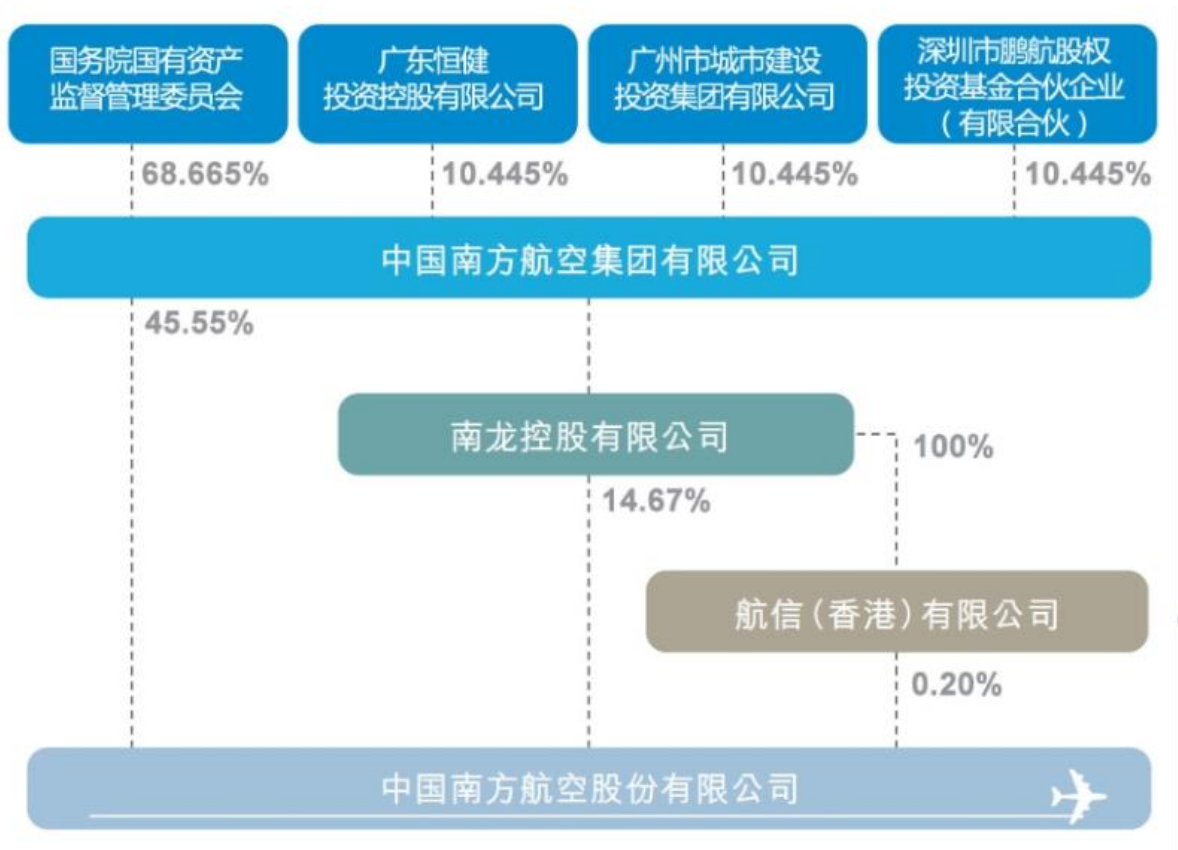 国务院国有资产
监督管理委员会
广东恒健
投资控股有限公司
广州市城市建设
投资集团有限公司
深圳市鹏航股权
投资基金合伙企业
（有限合伙）
68.665%
10.445%
10.445%
10.445%
中国南方航空集团有限公司
45.55%
南龙控股有限公司
100%
14.67%
航信（香港）有限公司
0.20%
中国南方航空股份有限公司